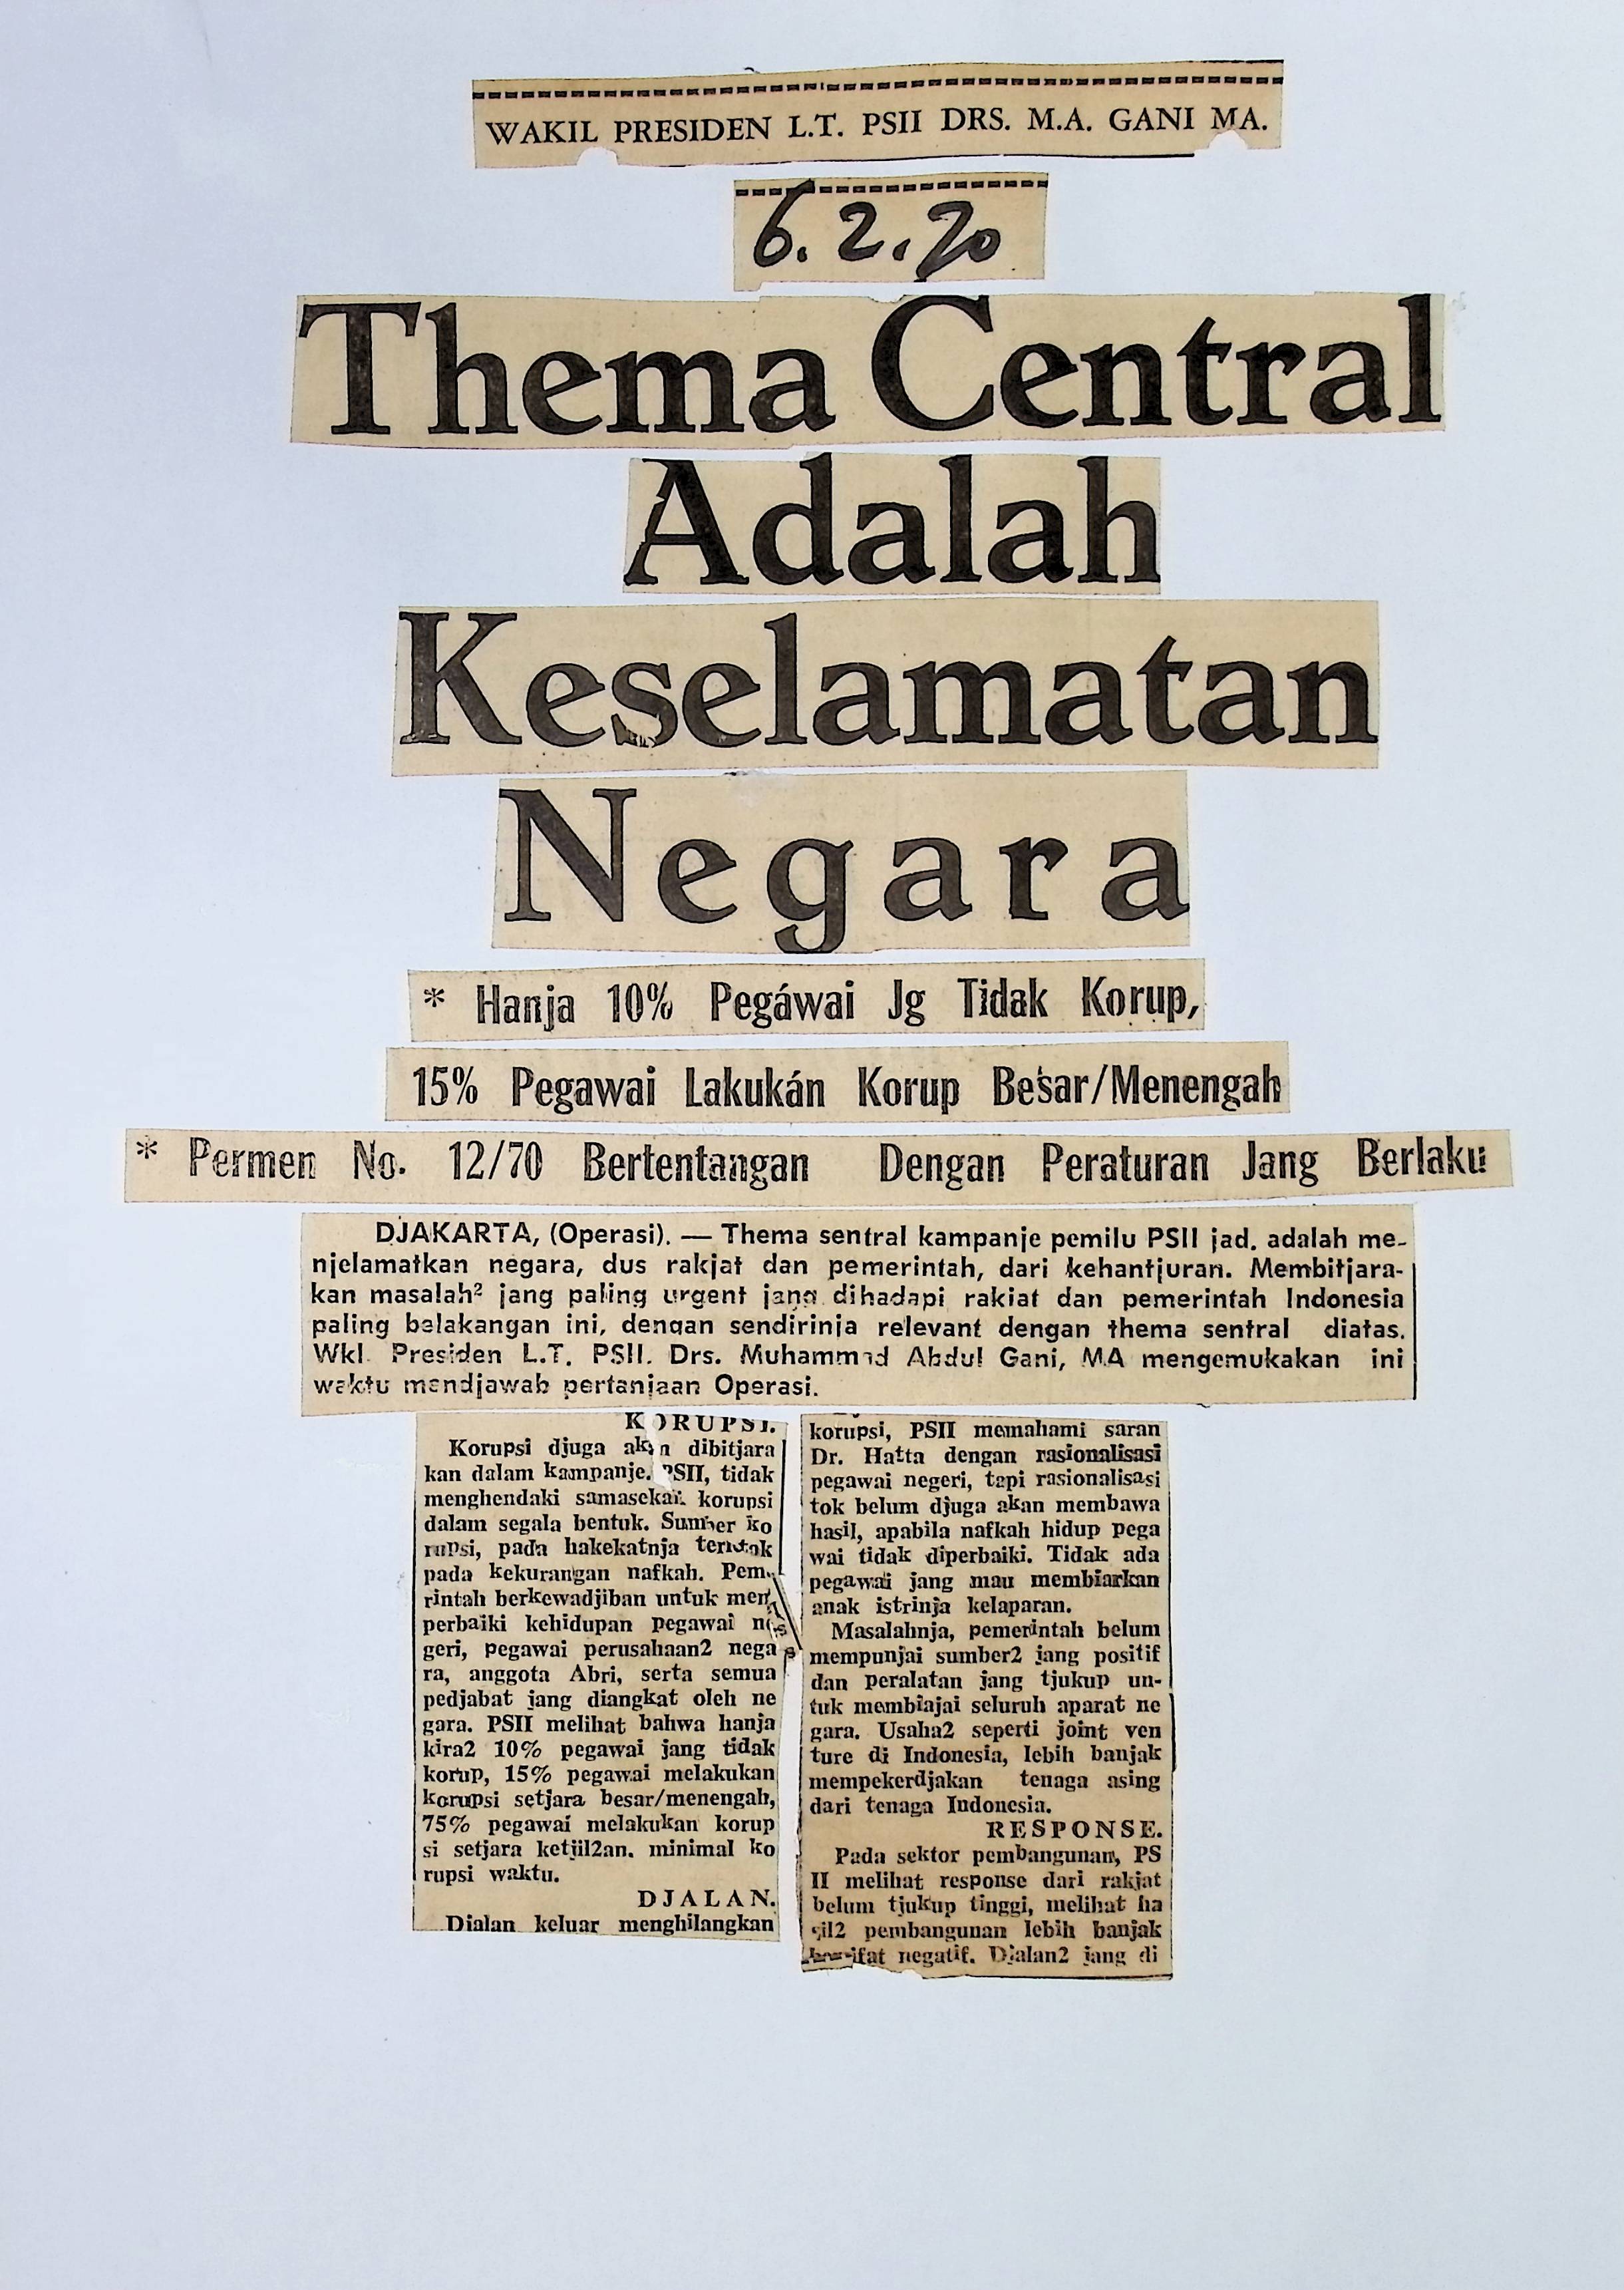 WAKIL PRESIDEN L.T. PSII DRS. M.A. GANI MA.
6.2.70
Thema Central
Adalah
Keselamatan
Negara
* Hanja 10% Pegáwai Jg Tidak Korup,
15% Pegawai Lakukán Korup Besar/Menengah
* Permen No. 12/70 Bertentangan Dengan Peraturan Jang Berlaku
DJAKARTA, (Operasi). — Thema sentral kampanje pemilu PSII jad. adalah me-
njelamatkan negara, dus rakjat dan pemerintah, dari kehantjuran. Membitjara-
kan masalah² jang paling urgent jang dihadapi rakiat dan pemerintah Indonesia
paling belakangan ini, dengan sendirinja relevant dengan thema sentral diatas.
Wkl. Presiden L.T. PSII. Drs. Muhammad Abdul Gani, MA mengemukakan ini
waktu mendjawab pertanjaan Operasi.
KORUPSI.
Korupsi djuga akan dibitjara
kan dalam kampanje. PSII, tidak
menghendaki samasekali korupsi
dalam segala bentuk. Sumber ko
rupsi, pada hakekatnja terletak
pada kekurangan nafkah. Peme
rintah berkewadjiban untuk mem
perbaiki kehidupan pegawai ne
geri, pegawai perusahaan2 nega
ra, anggota Abri, serta semua
pedjabat jang diangkat oleh ne
gara. PSII melihat bahwa hanja
kira2 10% pegawai jang tidak
korup, 15% pegawai melakukan
korupsi setjara besar/menengah,
75% pegawai melakukan korup
si setjara ketjil2an. minimal ko
rupsi waktu.
DJALAN.
Djalan keluar menghilangkan
korupsi, PSII memahami saran
Dr. Hatta dengan rasionalisasi
pegawai negeri, tapi rasionalisasi
tok belum djuga akan membawa
hasil, apabila nafkah hidup pega
wai tidak diperbaiki. Tidak ada
pegawai jang mau membiarkan
anak istrinja kelaparan.
Masalahnja, pemerintah belum
mempunjai sumber2 jang positif
dan peralatan jang tjukup un-
tuk membiajai seluruh aparat ne
gara. Usaha2 seperti joint ven
ture di Indonesia, lebih banjak
mempekerdjakan tenaga asing
dari tenaga Indonesia.
RESPONSE.
Pada sektor pembangunan, PS
II melihat response dari rakjat
belum tjukup tinggi, melihat ha
sil2 pembangunan lebih banjak
bersifat negatif. Djalan2 jang di